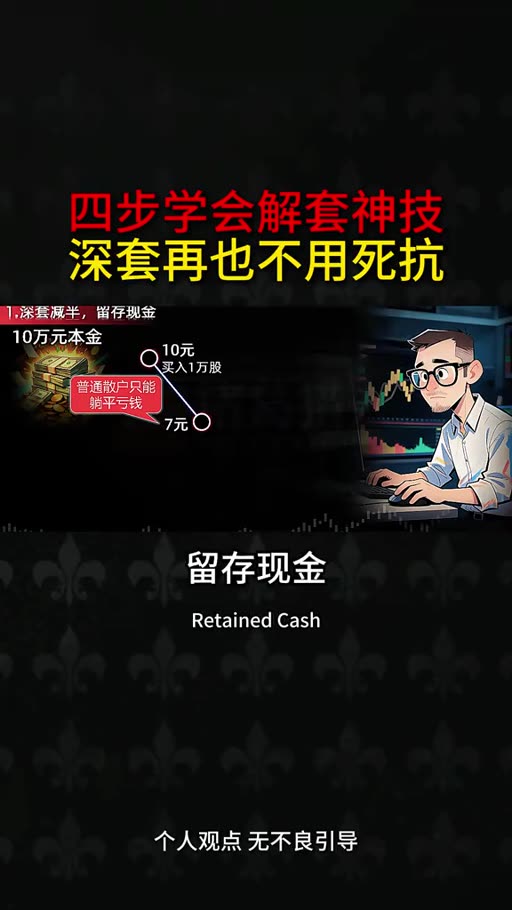 四步学会解套神技
深套再也不用死抗
1.深套减半，留存现金
10万元本金
10元
买入1万股
普通散户只能
躺平亏钱
7元
留存现金
Retained Cash
个人观点 无不良引导